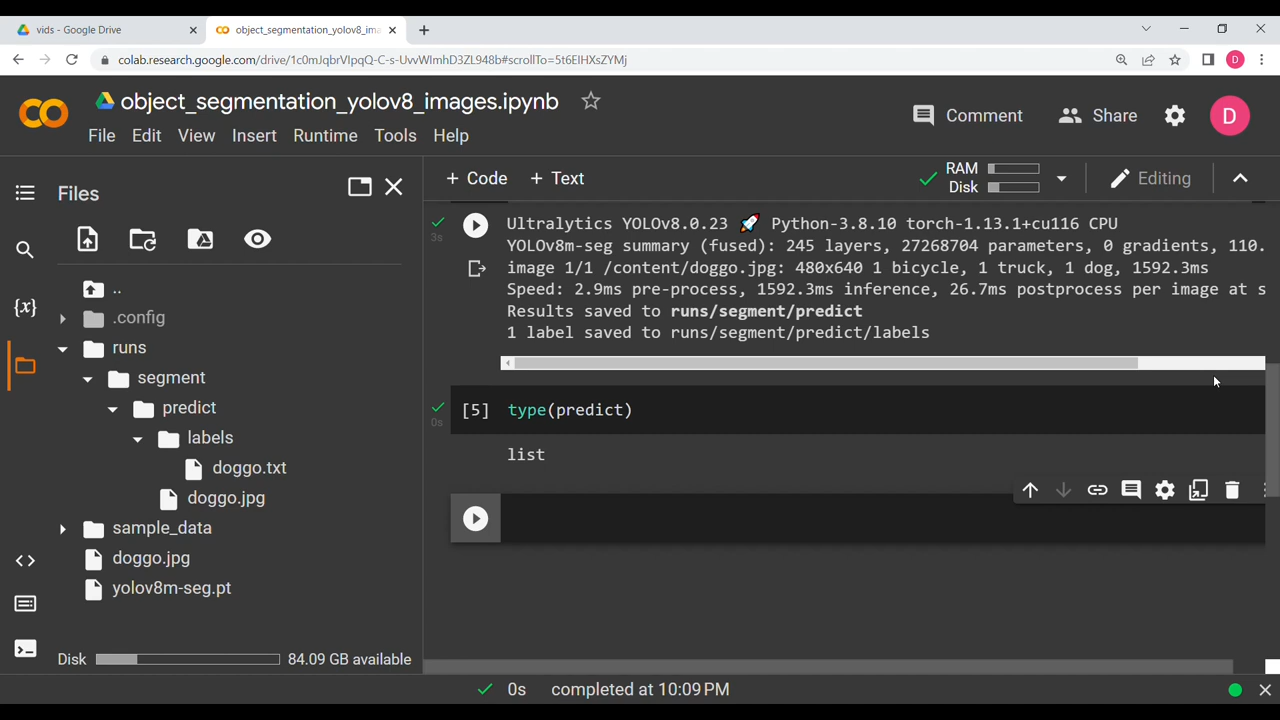 vids - Google Drive
object_segmentation_yolov8_ima
colab.research.google.com/drive/1c0mJqbrVlpqQ-C-s-UvvWlmhD3ZL948b#scrollTo=5t6ElHXsZYMj
D
object_segmentation_yolov8_images.ipynb
File Edit View Insert Runtime Tools Help
Comment
Share
D
Files
..
.config
runs
segment
predict
labels
doggo.txt
doggo.jpg
sample_data
doggo.jpg
yolov8m-seg.pt
Disk 84.09 GB available
{x}
+ Code + Text
RAM
Disk
Editing
3s
Ultralytics YOLOv8.0.23 🚀 Python-3.8.10 torch-1.13.1+cu116 CPU
YOLOv8m-seg summary (fused): 245 layers, 27268704 parameters, 0 gradients, 110.
image 1/1 /content/doggo.jpg: 480x640 1 bicycle, 1 truck, 1 dog, 1592.3ms
Speed: 2.9ms pre-process, 1592.3ms inference, 26.7ms postprocess per image at s
Results saved to runs/segment/predict
1 label saved to runs/segment/predict/labels
0s
[5] type(predict)
list
0s completed at 10:09 PM